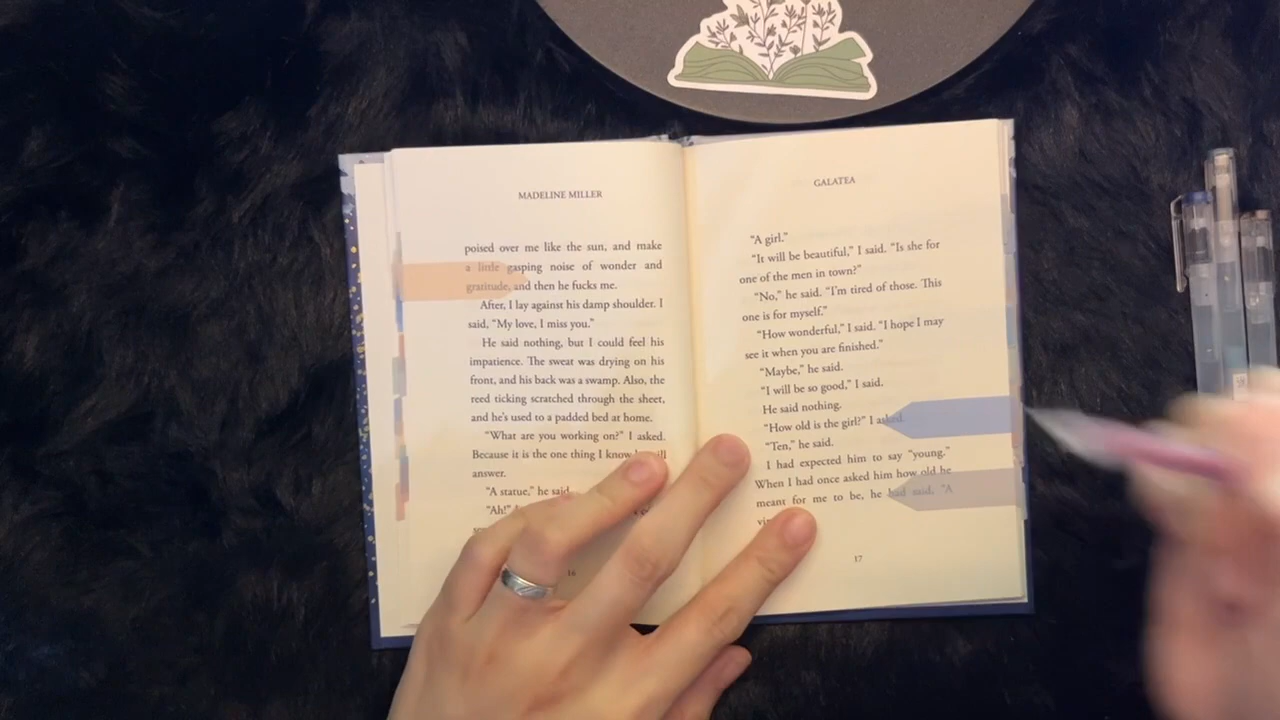 MADELINE MILLER
poised over me like the sun, and make
a little gasping noise of wonder and
gratitude, and then he fucks me.
After, I lay against his damp shoulder. I
said, “My love, I miss you.”
He said nothing, but I could feel his
impatience. The sweat was drying on his
front, and his back was a swamp. Also, the
reed ticking scratched through the sheet,
and he’s used to a padded bed at home.
“What are you working on?” I asked.
Because it is the one thing I know
answer.
“A statue,” he said.
“Ah!”
16
GALATEA
“A girl.”
“It will be beautiful,” I said. “Is she for
one of the men in town?”
“No,” he said. “I’m tired of those. This
one is for myself.”
“How wonderful,” I said. “I hope I may
see it when you are finished.”
“Maybe,” he said.
“I will be so good,” I said.
He said nothing.
“How old is the girl?” I asked.
“Ten,” he said.
I had expected him to say “young.”
When I had once asked him how old he
meant for me to be, he had said, “A
17